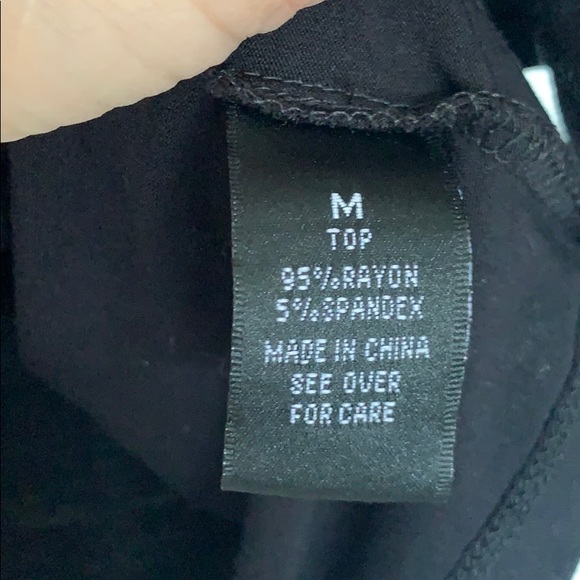 M
TOP
95%RAYON
5%SPANDEX
MADE IN CHINA
SEE OVER
FOR CARE